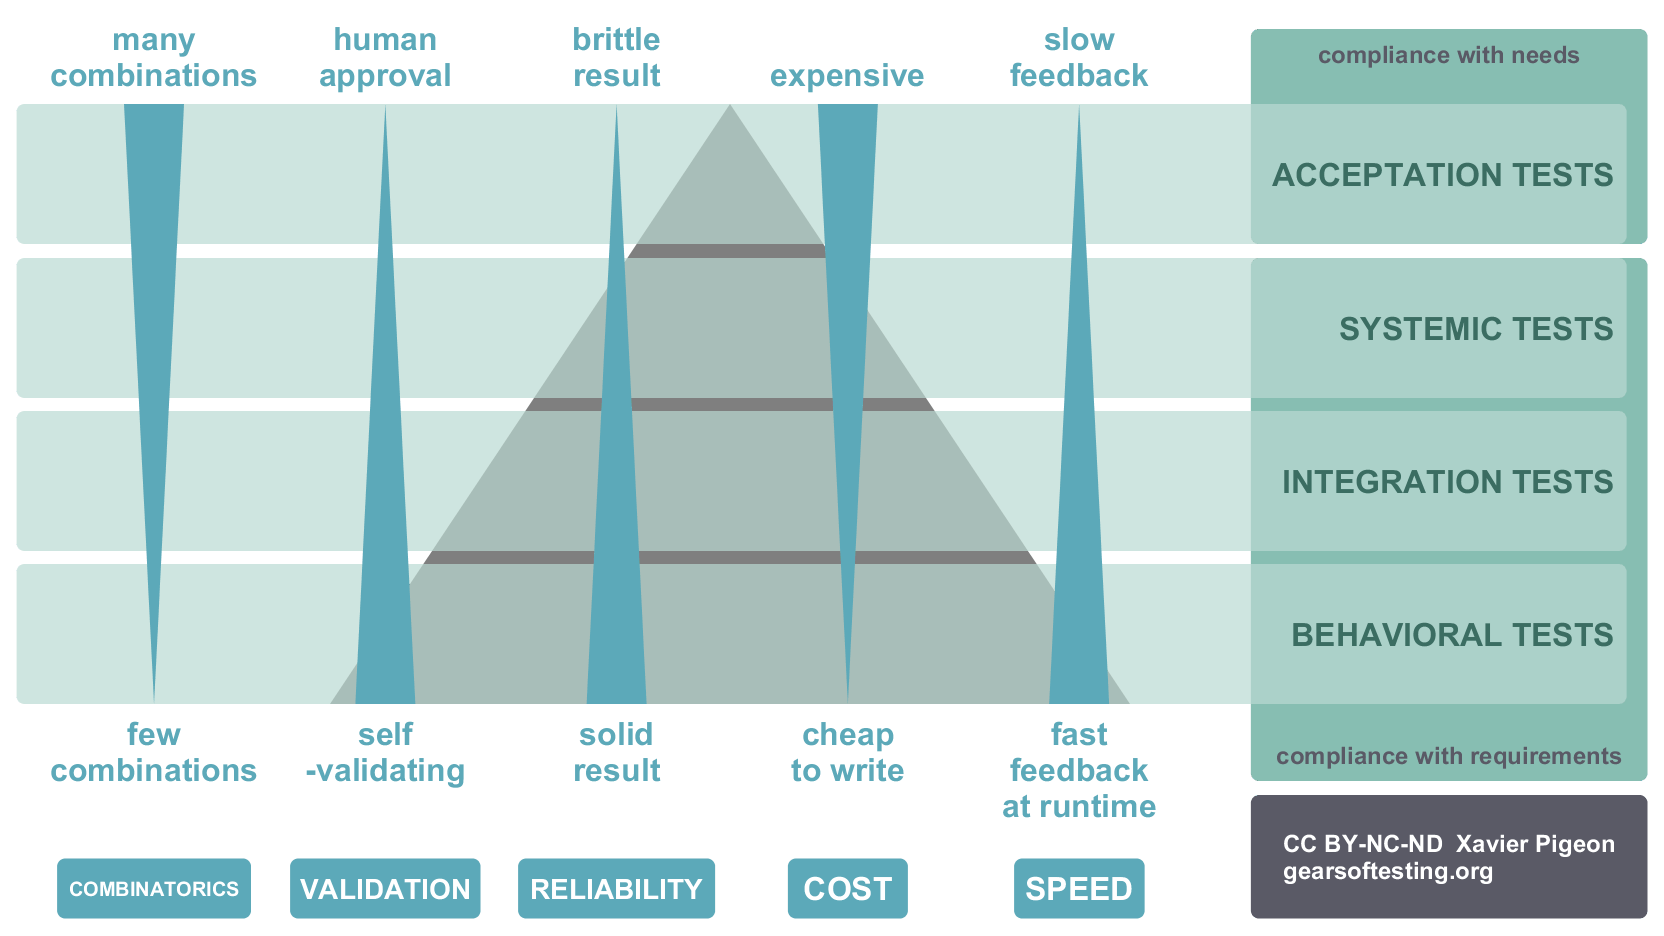 many
combinations
human
approval
brittle
result
expensive
slow
feedback
compliance with needs
ACCEPTATION TESTS
SYSTEMIC TESTS
INTEGRATION TESTS
BEHAVIORAL TESTS
compliance with requirements
few
combinations
self
-validating
solid
result
cheap
to write
fast
feedback
at runtime
COMBINATORICS
VALIDATION
RELIABILITY
COST
SPEED
CC BY-NC-ND  Xavier Pigeon
gearsoftesting.org